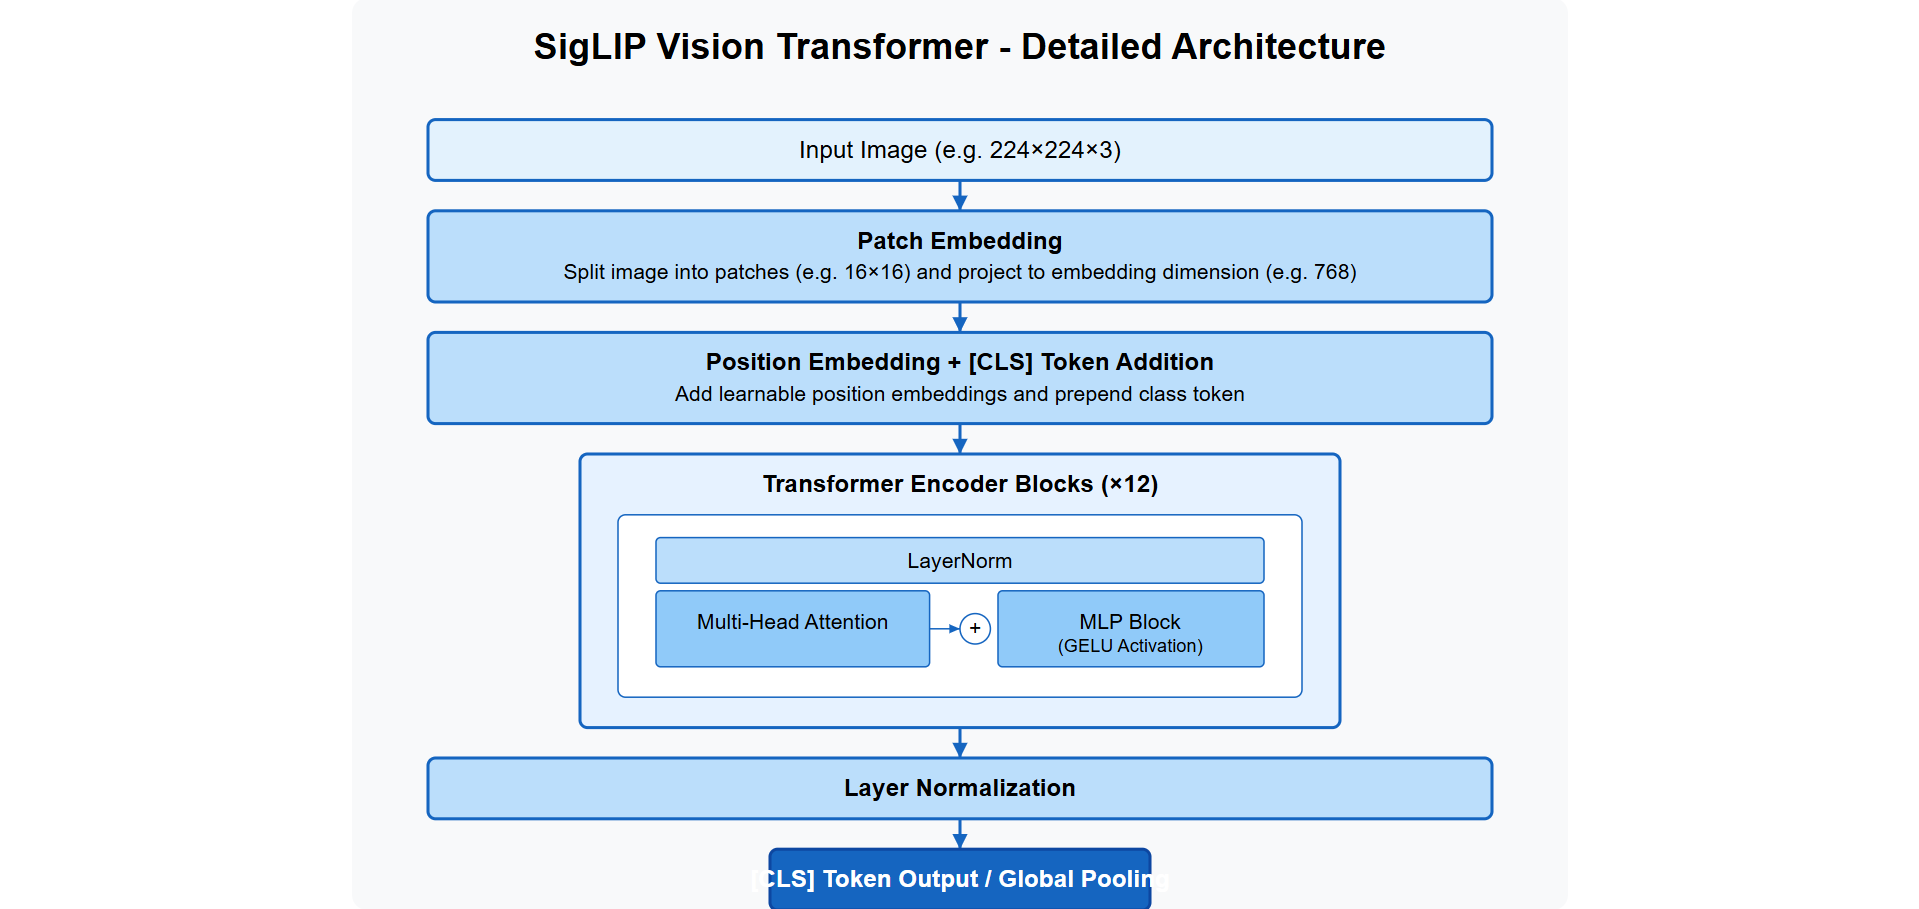 SigLIP Vision Transformer - Detailed Architecture
Input Image (e.g. 224×224×3)
Patch Embedding
Split image into patches (e.g. 16×16) and project to embedding dimension (e.g. 768)
Position Embedding + [CLS] Token Addition
Add learnable position embeddings and prepend class token
Transformer Encoder Blocks (×12)
LayerNorm
Multi-Head Attention
+
MLP Block
(GELU Activation)
Layer Normalization
[CLS] Token Output / Global Pooling